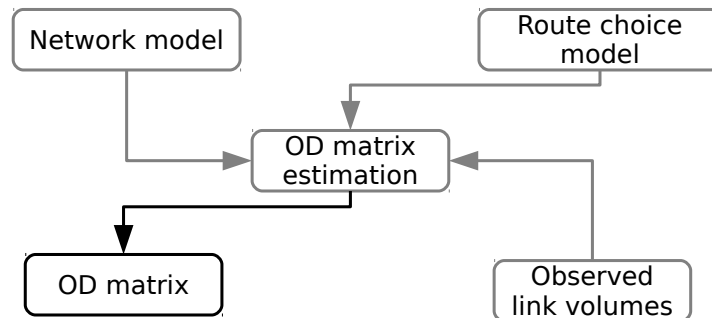 Network model
Route choice
model
OD matrix
estimation
OD matrix
Observed
link volumes